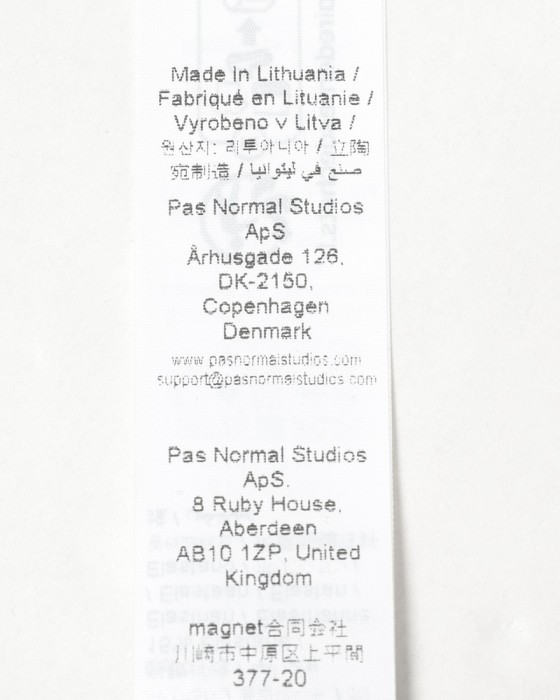 Made In Lithuania /
Fabriqué en Lituanie /
Vyrobeno v Litva /
원산지: 리투아니아 / 立陶
宛制造 / صنع في ليتوانيا
Pas Normal Studios
ApS
Århusgade 126,
DK-2150,
Copenhagen
Denmark
www.pasnormalstudios.com
support@pasnormalstudios.com
Pas Normal Studios
ApS.
8 Ruby House,
Aberdeen
AB10 1ZP, United
Kingdom
magnet合同会社
川崎市中原区上平間
377-20